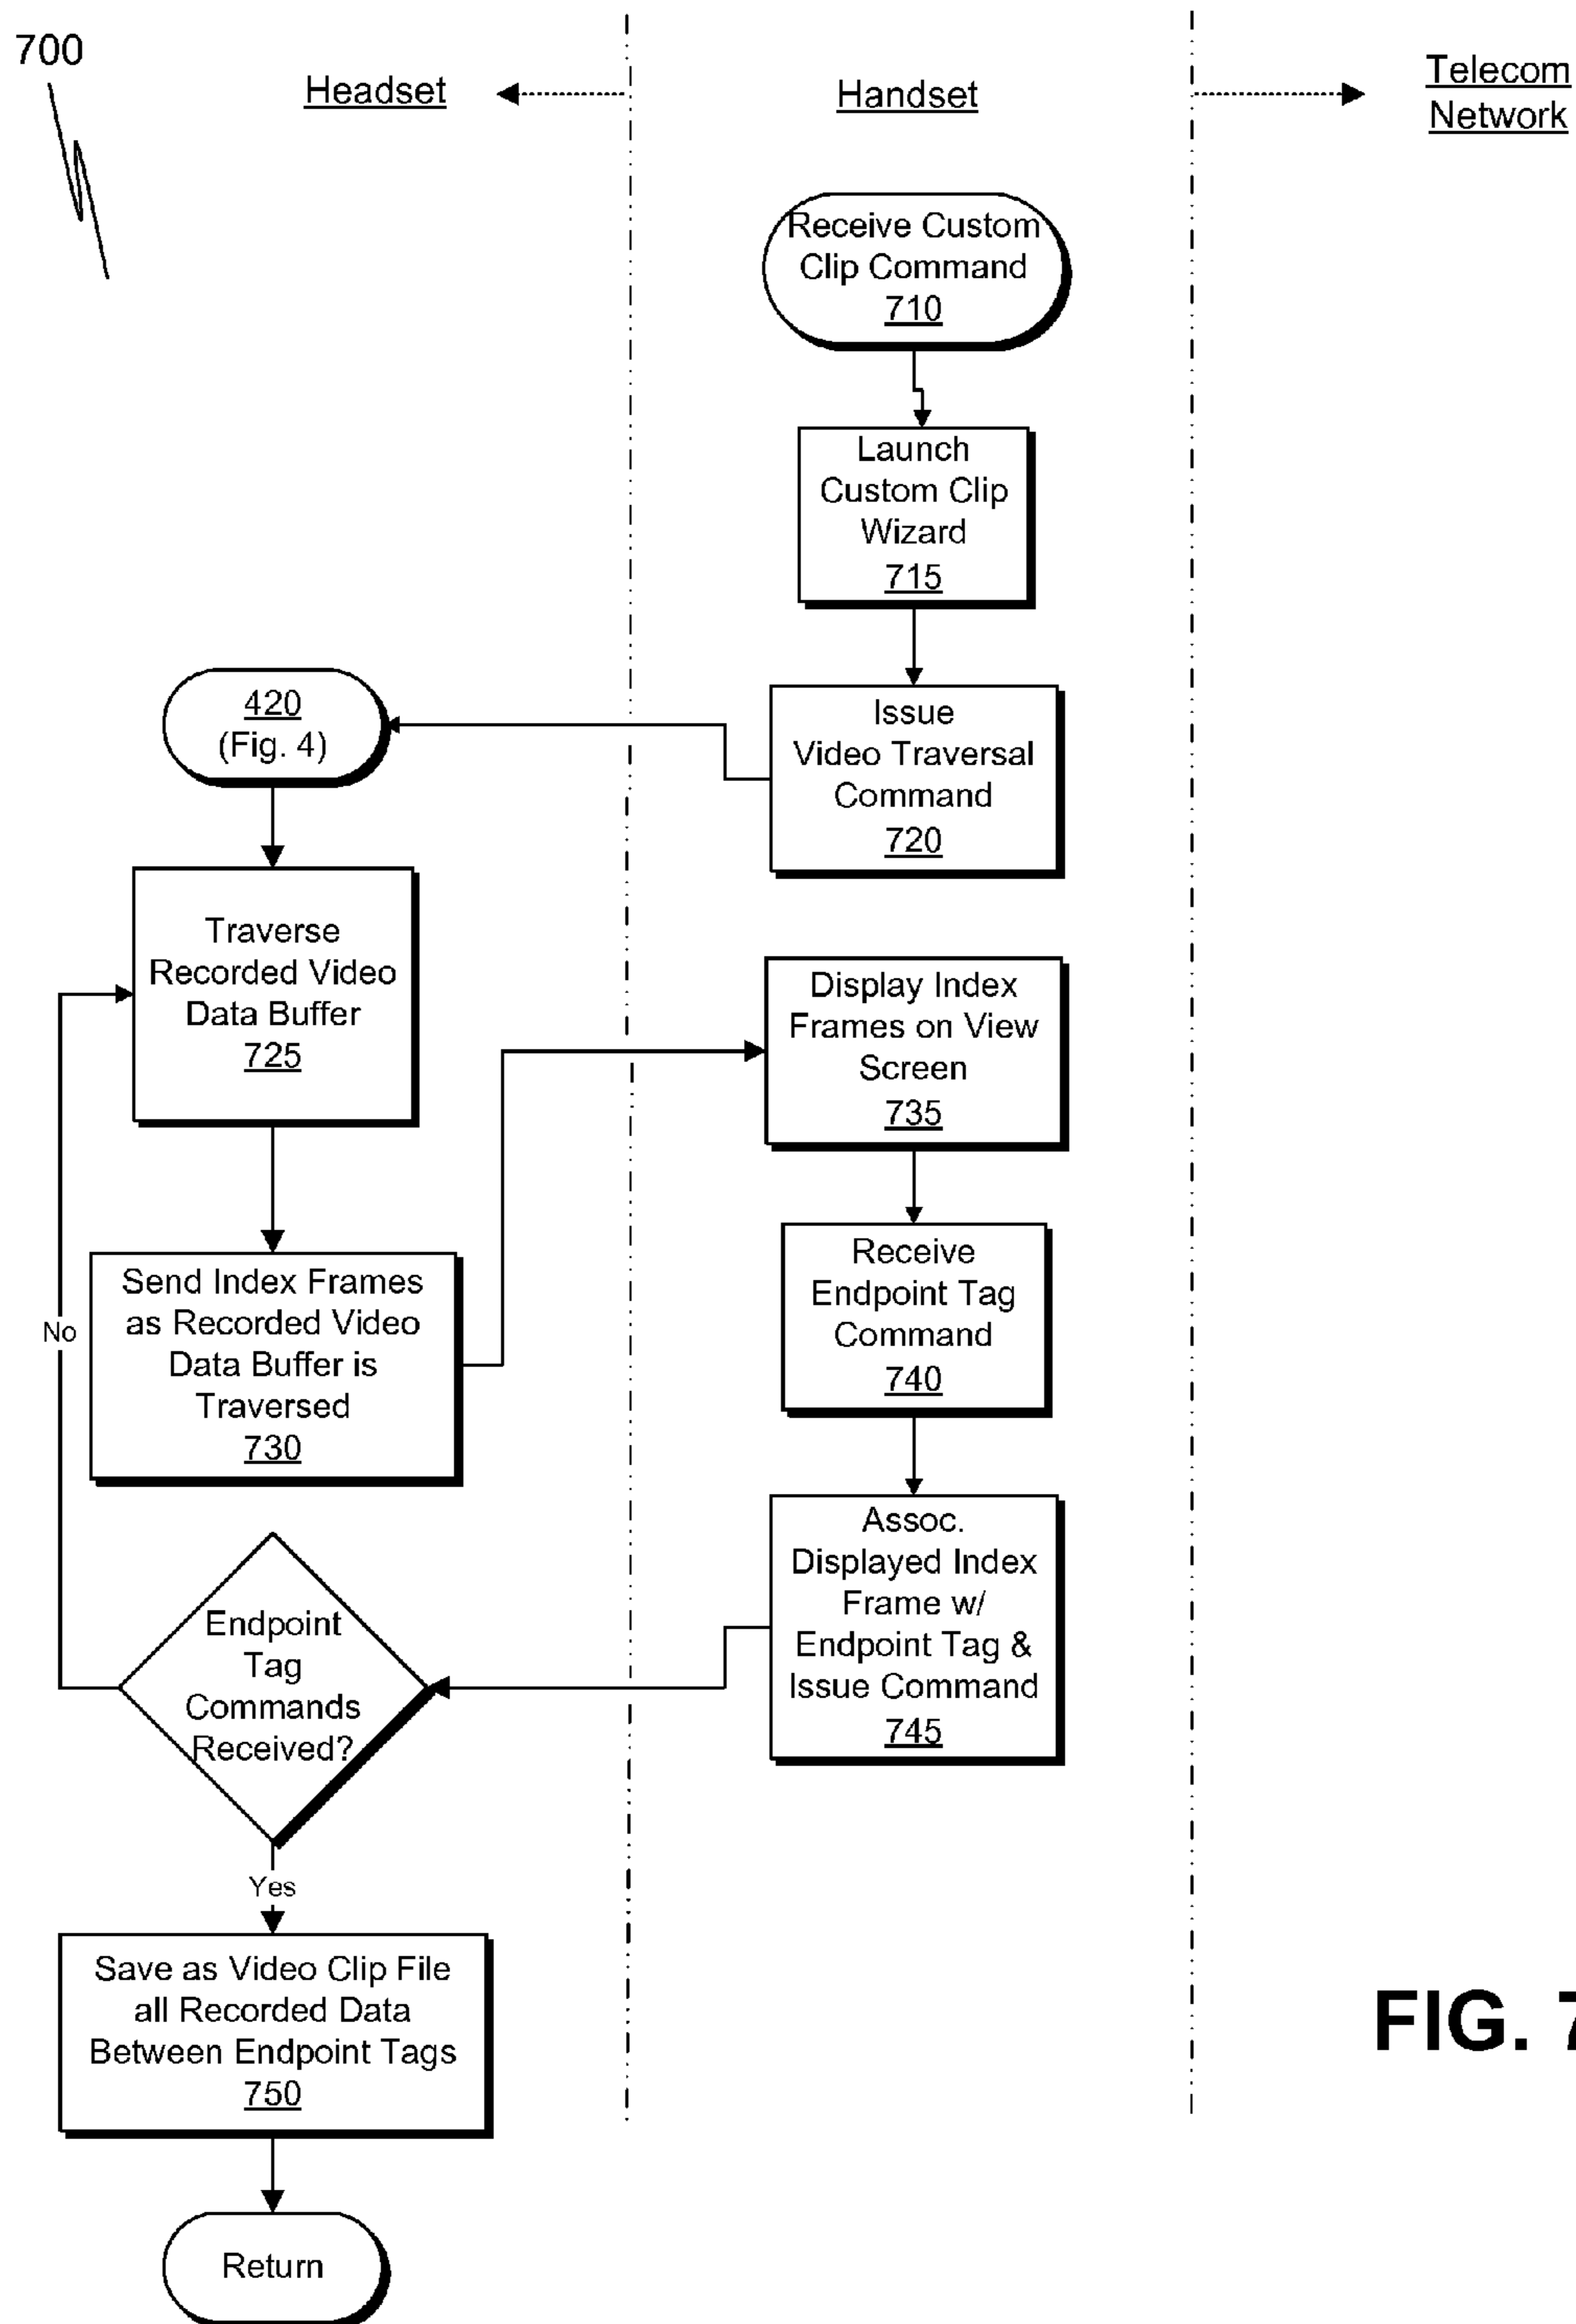 700
Headset
Handset
Telecom
Network
Receive Custom
Clip Command
710
Launch
Custom Clip
Wizard
715
420
(Fig. 4)
Issue
Video Traversal
Command
720
Traverse
Recorded Video
Data Buffer
725
Display Index
Frames on View
Screen
735
Send Index Frames
as Recorded Video
Data Buffer is
Traversed
730
Receive
Endpoint Tag
Command
740
No
Assoc.
Displayed Index
Frame w/
Endpoint Tag &
Issue Command
745
Endpoint
Tag
Commands
Received?
Yes
Save as Video Clip File
all Recorded Data
Between Endpoint Tags
750
Return
FIG. 7